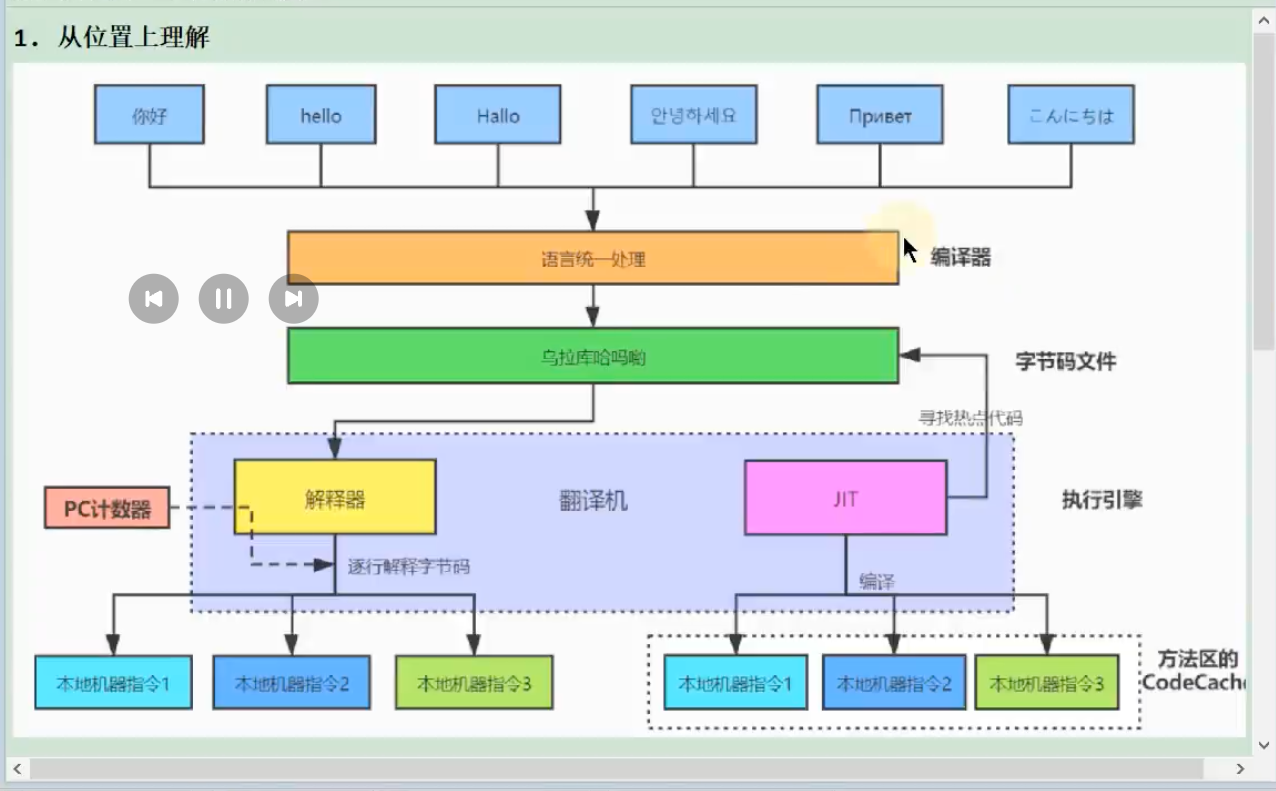 1. 从位置上理解
你好
hello
Hallo
안녕하세요
Привет
こんにちは
语言统一处理
编译器
乌拉库哈吗呦
字节码文件
寻找热点代码
PC计数器
解释器
翻译机
JIT
执行引擎
逐行解释字节码
编译
本地机器指令1
本地机器指令2
本地机器指令3
本地机器指令1
本地机器指令2
本地机器指令3
方法区的
CodeCache